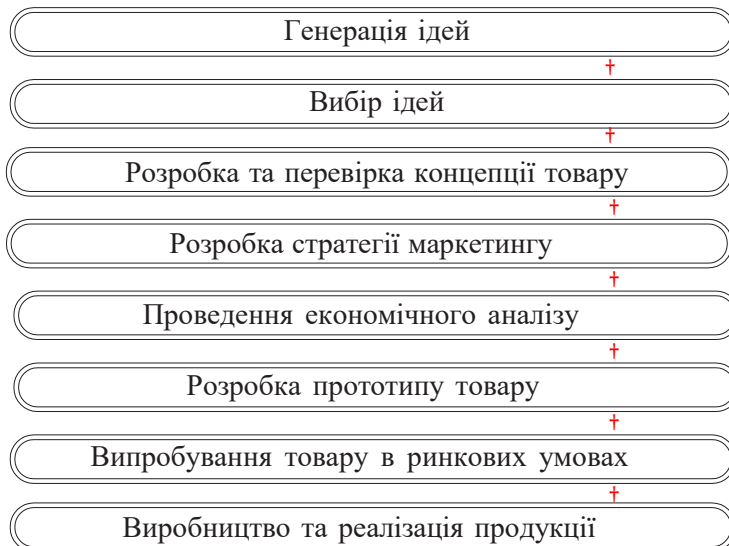 Генерація ідей
†
Вибір ідей
†
Розробка та перевірка концепції товару
†
Розробка стратегії маркетингу
†
Проведення економічного аналізу
†
Розробка прототипу товару
†
Випробування товару в ринкових умовах
†
Виробництво та реалізація продукції